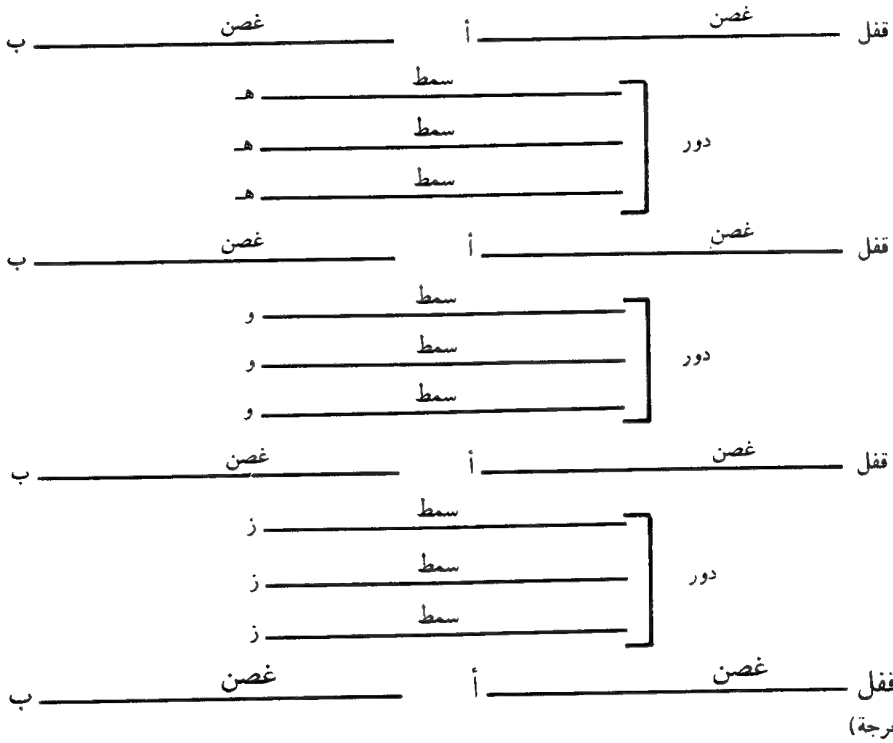 قفل غصن أ غصن ب
سمط هـ
دور سمط هـ
سمط هـ
قفل غصن أ غصن ب
سمط و
دور سمط و
سمط و
قفل غصن أ غصن ب
سمط ز
دور سمط ز
سمط ز
قفل غصن أ غصن ب